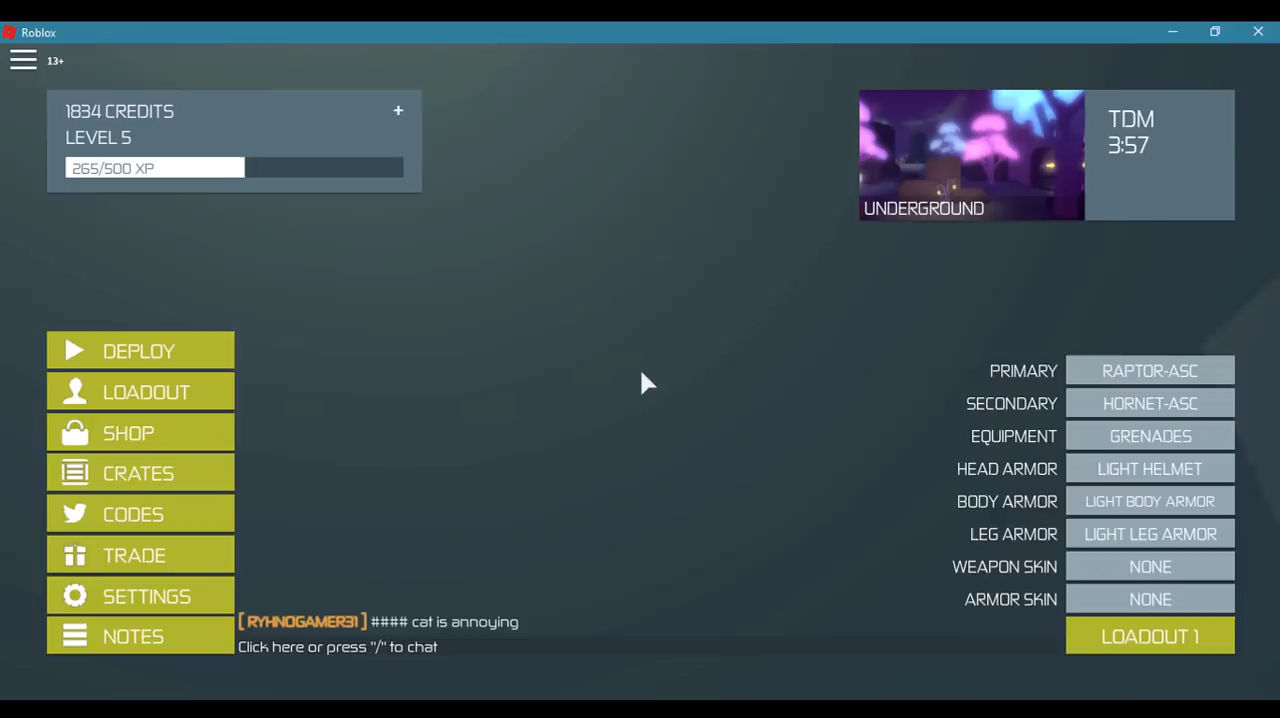 Roblox
13+
1834 CREDITS +
LEVEL 5
265/500 XP
TDM
3:57
UNDERGROUND
DEPLOY
LOADOUT
SHOP
CRATES
CODES
TRADE
SETTINGS
NOTES
[ RYHNOGAMER31 ] #### cat is annoying
Click here or press "/" to chat
PRIMARY RAPTOR-ASC
SECONDARY HORNET-ASC
EQUIPMENT GRENADES
HEAD ARMOR LIGHT HELMET
BODY ARMOR LIGHT BODY ARMOR
LEG ARMOR LIGHT LEG ARMOR
WEAPON SKIN NONE
ARMOR SKIN NONE
LOADOUT 1